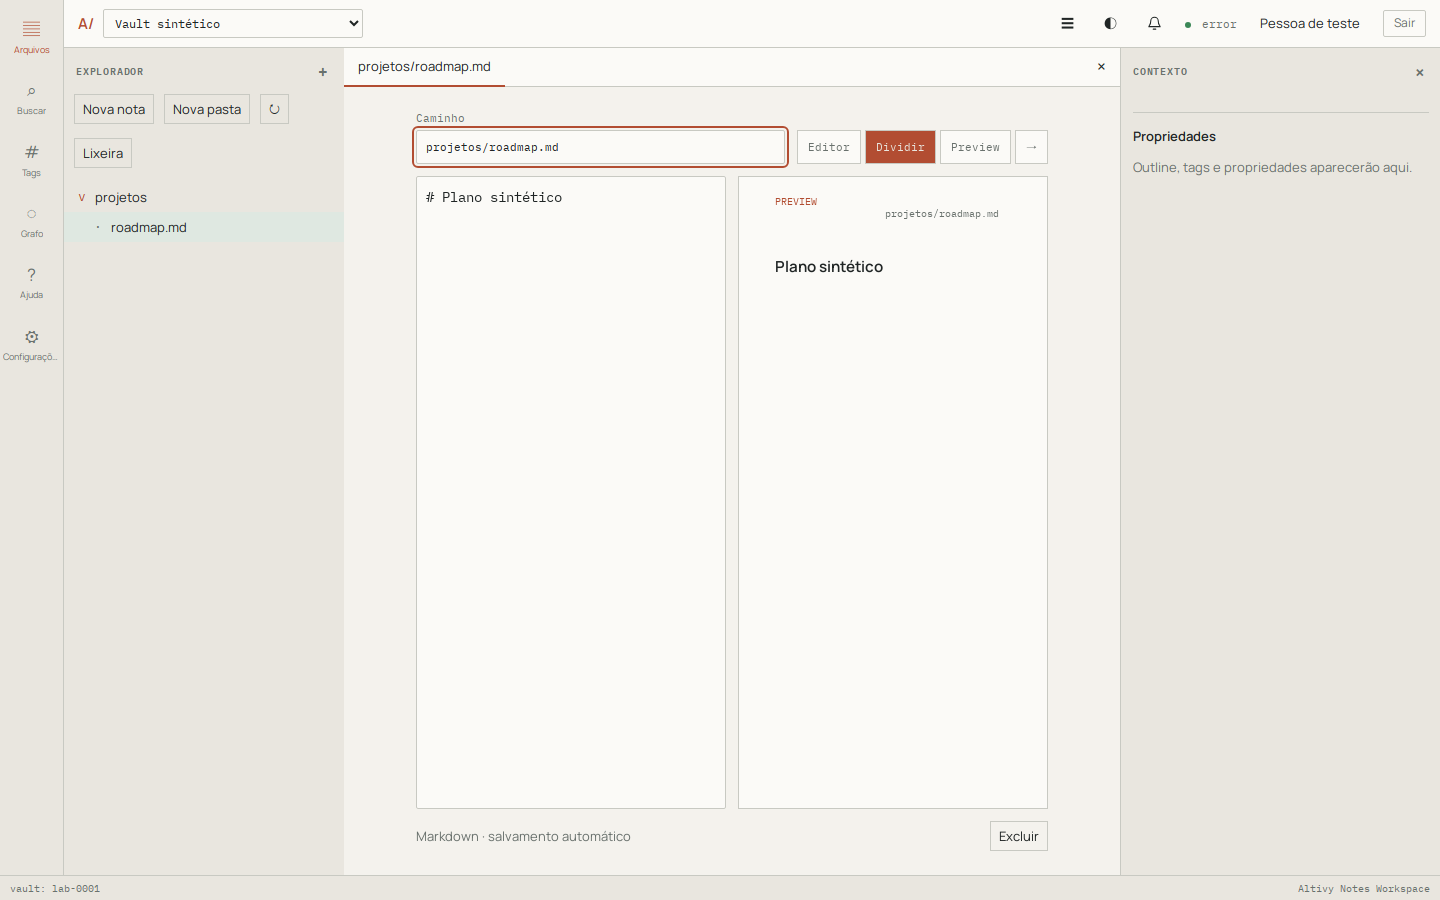 A/
Vault sintético
error
Pessoa de teste
Sair
Arquivos
Buscar
#
Tags
Grafo
?
Ajuda
Configuraçõ…
EXPLORADOR
+
Nova nota
Nova pasta
↻
Lixeira
v projetos
· roadmap.md
projetos/roadmap.md
×
Caminho
projetos/roadmap.md
Editor
Dividir
Preview
→
# Plano sintético
PREVIEW
projetos/roadmap.md
Plano sintético
Markdown · salvamento automático
Excluir
CONTEXTO
×
Propriedades
Outline, tags e propriedades aparecerão aqui.
vault: lab-0001
Altivy Notes Workspace